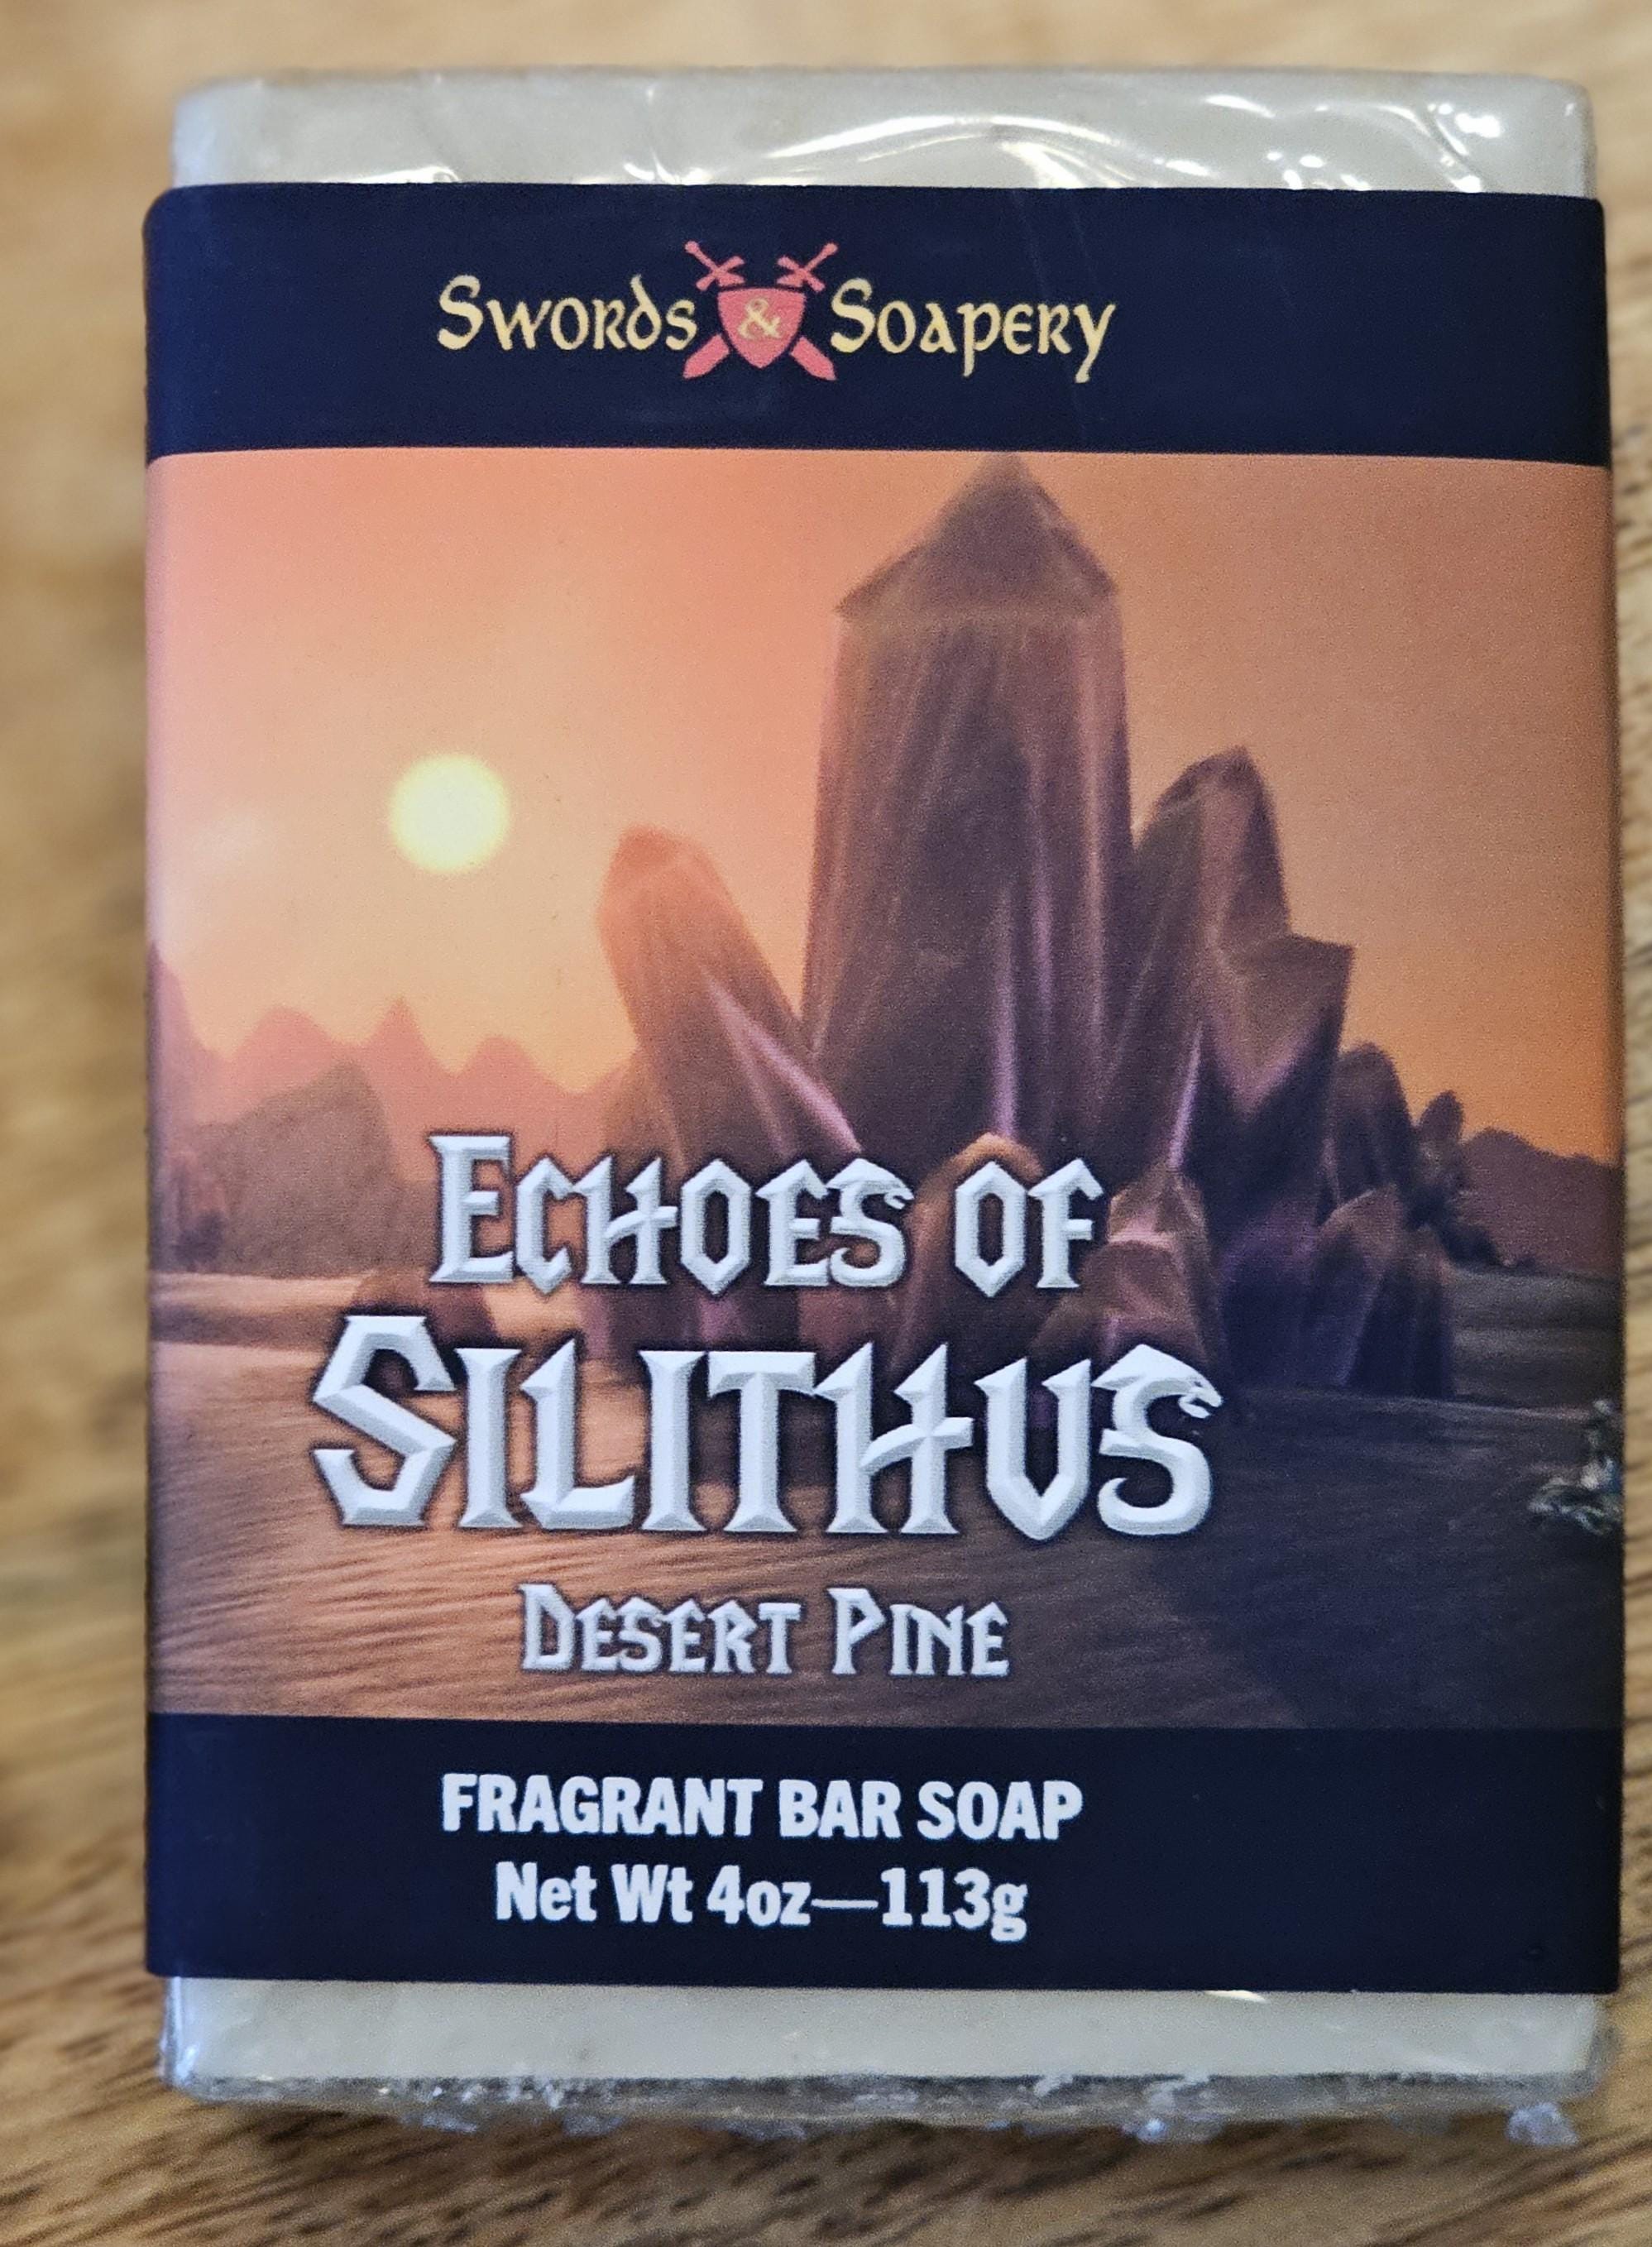 Swords & Soapery
Echoes of
Silithus
Desert Pine
FRAGRANT BAR SOAP
Net Wt 4oz—113g